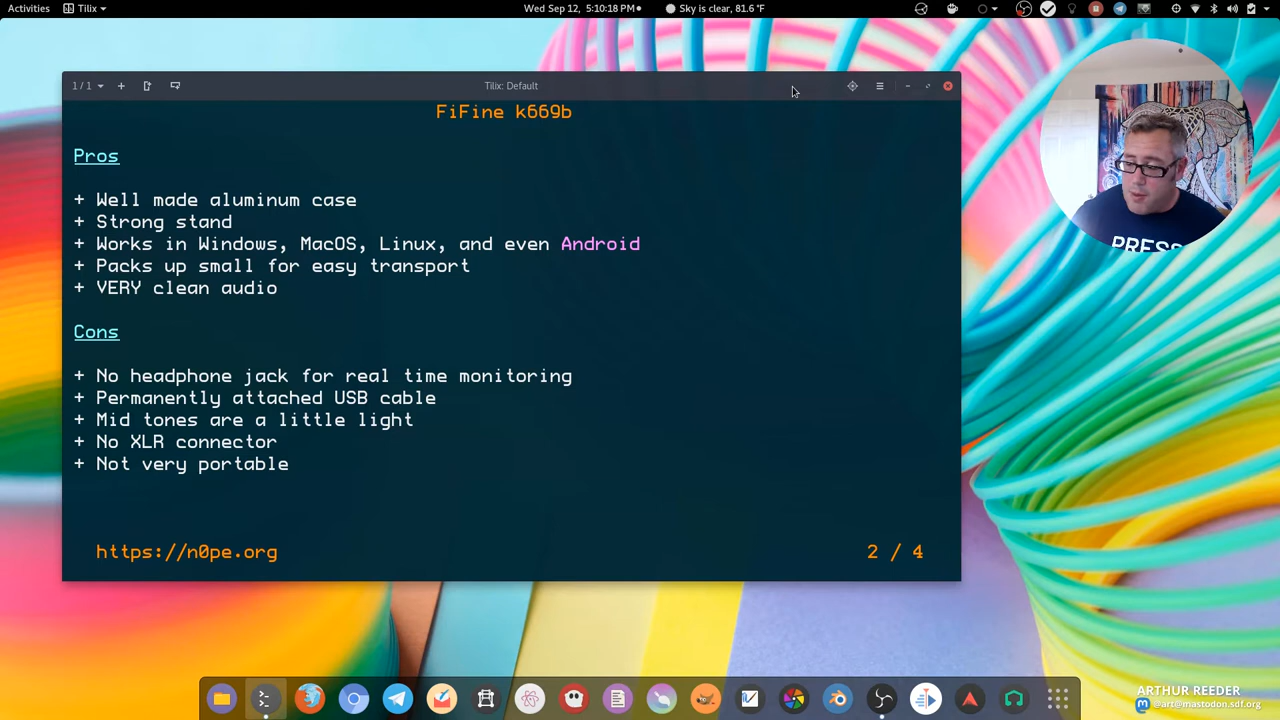 Activities
Tilix
Wed Sep 12, 5:10:18 PM
Sky is clear, 81.6 °F
1 / 1
Tilix: Default
FiFine k669b
Pros
+ Well made aluminum case
+ Strong stand
+ Works in Windows, MacOS, Linux, and even Android
+ Packs up small for easy transport
+ VERY clean audio
Cons
+ No headphone jack for real time monitoring
+ Permanently attached USB cable
+ Mid tones are a little light
+ No XLR connector
+ Not very portable
https://n0pe.org
2 / 4
PRESS
ARTHUR REEDER
@art@mastodon.sdf.org